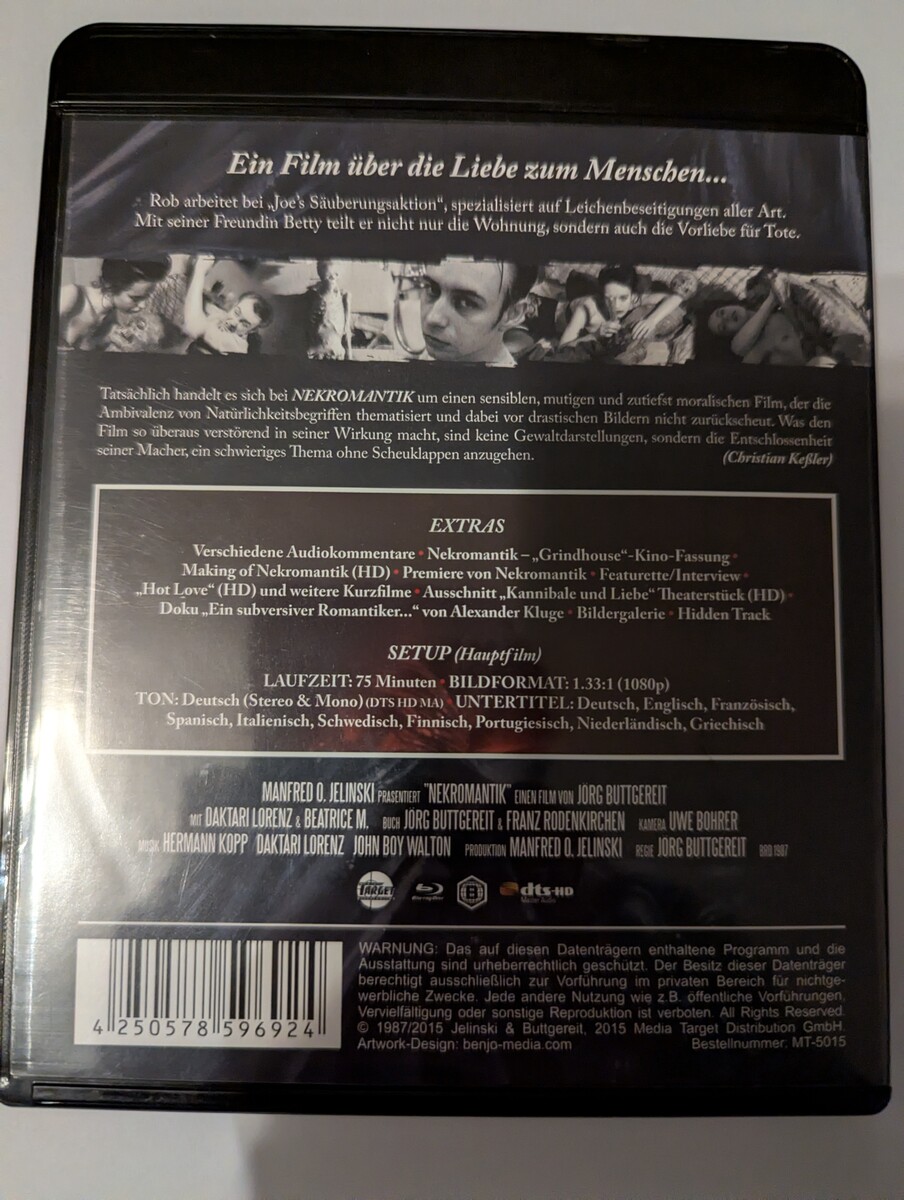 Ein Film über die Liebe zum Menschen...
Rob arbeitet bei „Joe's Säuberungsaktion“, spezialisiert auf Leichenbeseitigungen aller Art.
Mit seiner Freundin Betty teilt er nicht nur die Wohnung, sondern auch die Vorliebe für Tote.
Tatsächlich handelt es sich bei NEKROMANTIK um einen sensiblen, mutigen und zutiefst moralischen Film, der die
Ambivalenz von Natürlichkeitsbegriffen thematisiert und dabei vor drastischen Bildern nicht zurückscheut. Was den
Film so überaus verstörend in seiner Wirkung macht, sind keine Gewaltdarstellungen, sondern die Entschlossenheit
seiner Macher, ein schwieriges Thema ohne Scheuklappen anzugehen. (Christian Keßler)
EXTRAS
Verschiedene Audiokommentare • Nekromantik – „Grindhouse“-Kino-Fassung •
Making of Nekromantik (HD) • Premiere von Nekromantik • Featurette/Interview •
„Hot Love“ (HD) und weitere Kurzfilme • Ausschnitt „Kannibale und Liebe“ Theaterstück (HD) •
Doku „Ein subversiver Romantiker...“ von Alexander Kluge • Bildergalerie • Hidden Track
SETUP (Hauptfilm)
LAUFZEIT: 75 Minuten • BILDFORMAT: 1.33:1 (1080p)
TON: Deutsch (Stereo & Mono) (DTS HD MA) • UNTERTITEL: Deutsch, Englisch, Französisch,
Spanisch, Italienisch, Schwedisch, Finnisch, Portugiesisch, Niederländisch, Griechisch
MANFRED O. JELINSKI PRÄSENTIERT "NEKROMANTIK" EINEN FILM VON JÖRG BUTTGEREIT
MIT DAKTARI LORENZ & BEATRICE M. BUCH JÖRG BUTTGEREIT & FRANZ RODENKIRCHEN KAMERA UWE BOHRER
MUSIK HERMANN KOPP DAKTARI LORENZ JOHN BOY WALTON PRODUKTION MANFRED O. JELINSKI REGIE JÖRG BUTTGEREIT BRD 1987
TARGET Blu-ray Disc B dts-HD Master Audio
WARNUNG: Das auf diesen Datenträgern enthaltene Programm und die
Ausstattung sind urheberrechtlich geschützt. Der Besitz dieser Datenträger
berechtigt ausschließlich zur Vorführung im privaten Bereich für nichtge-
werbliche Zwecke. Jede andere Nutzung wie z.B. öffentliche Vorführungen,
Vervielfältigung oder sonstige Reproduktion ist verboten. All Rights Reserved.
© 1987/2015 Jelinski & Buttgereit, 2015 Media Target Distribution GmbH.
Artwork-Design: benjo-media.com Bestellnummer: MT-5015
4 250578 596924